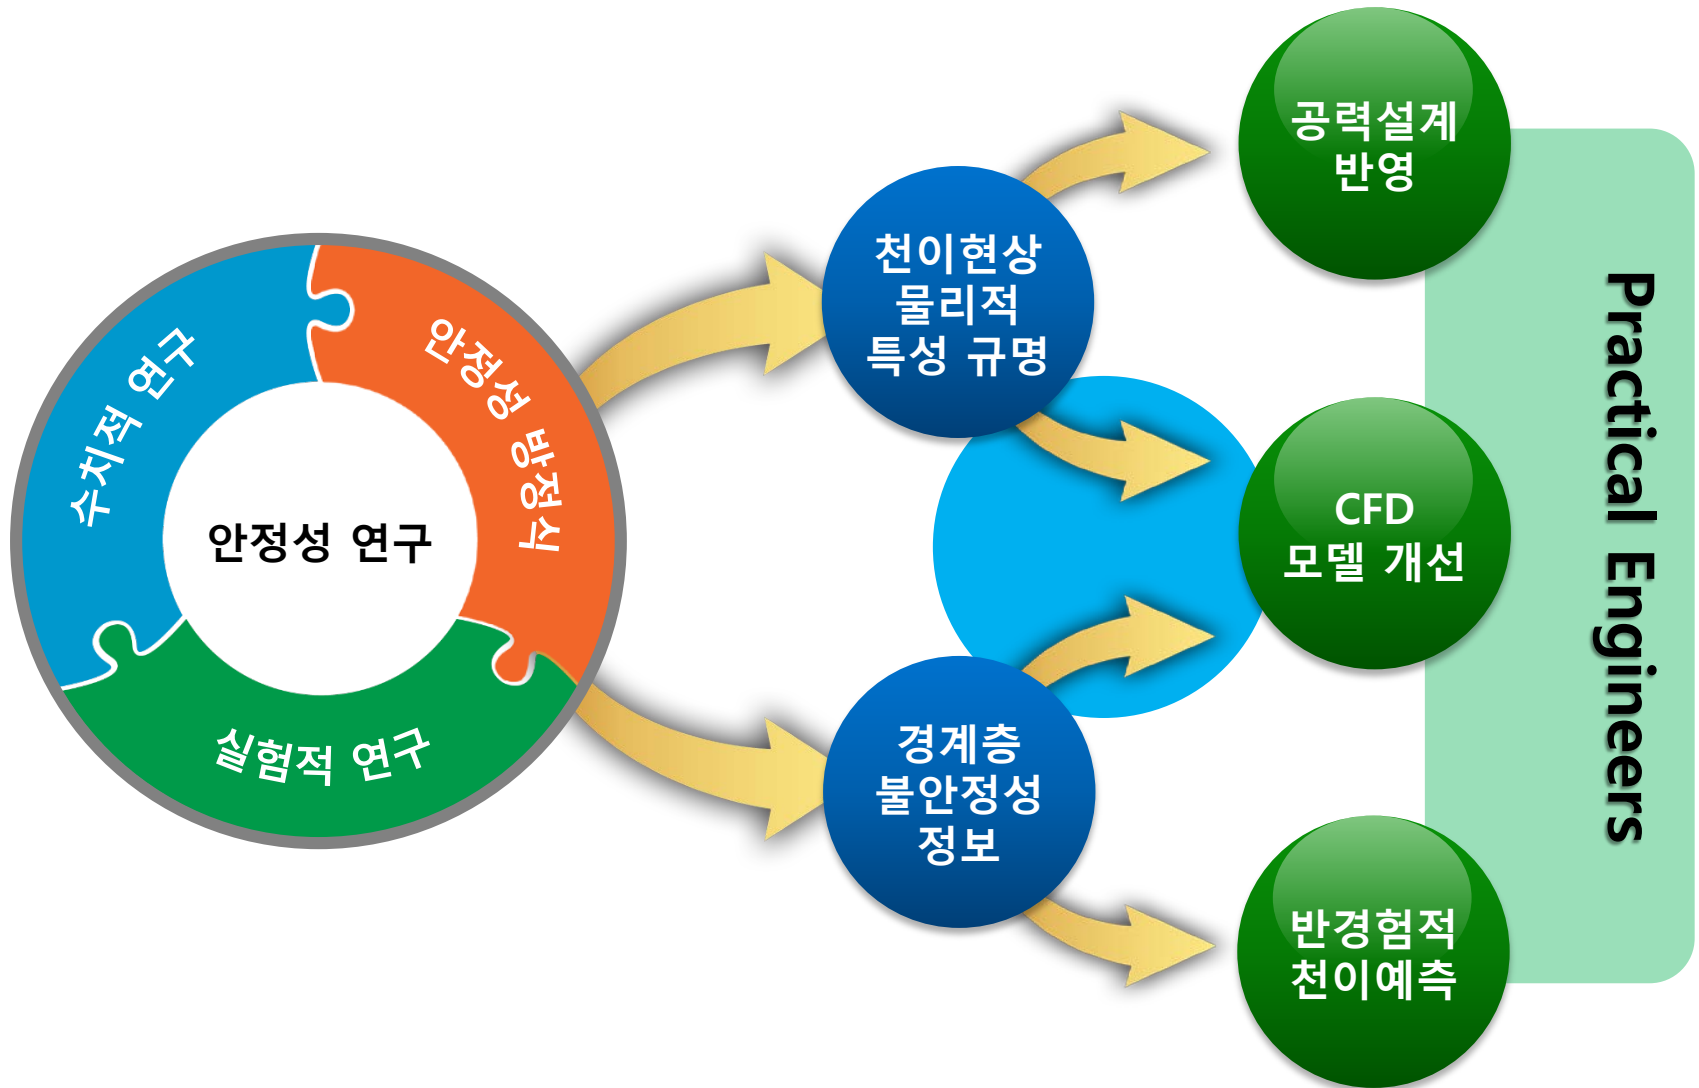 수치적 연구
안정성 방정식
안정성 연구
실험적 연구
천이현상
물리적
특성 규명
경계층
불안정성
정보
공력설계
반영
CFD
모델 개선
반경험적
천이예측
Practical Engineers